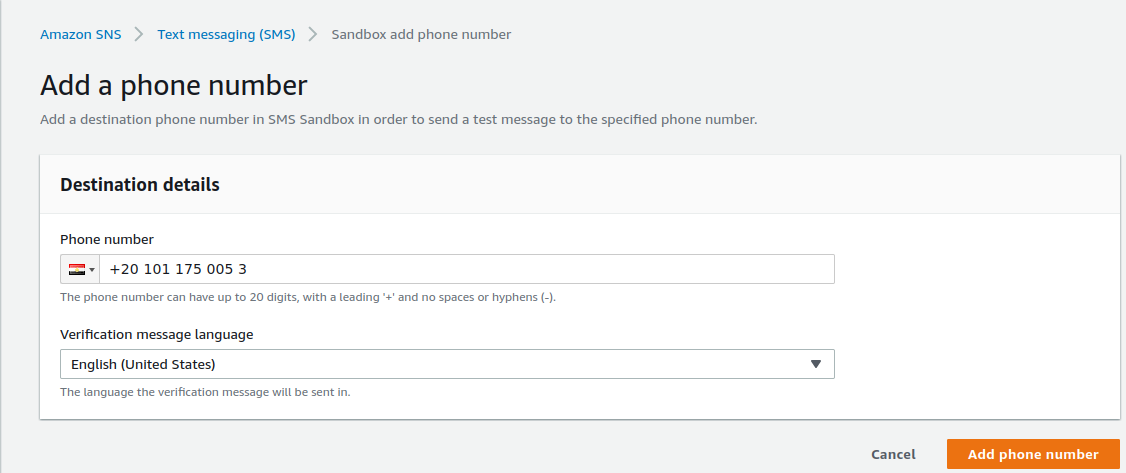 Amazon SNS > Text messaging (SMS) > Sandbox add phone number
Add a phone number
Add a destination phone number in SMS Sandbox in order to send a test message to the specified phone number.
Destination details
Phone number
+20 101 175 005 3
The phone number can have up to 20 digits, with a leading '+' and no spaces or hyphens (-).
Verification message language
English (United States)
The language the verification message will be sent in.
Cancel Add phone number